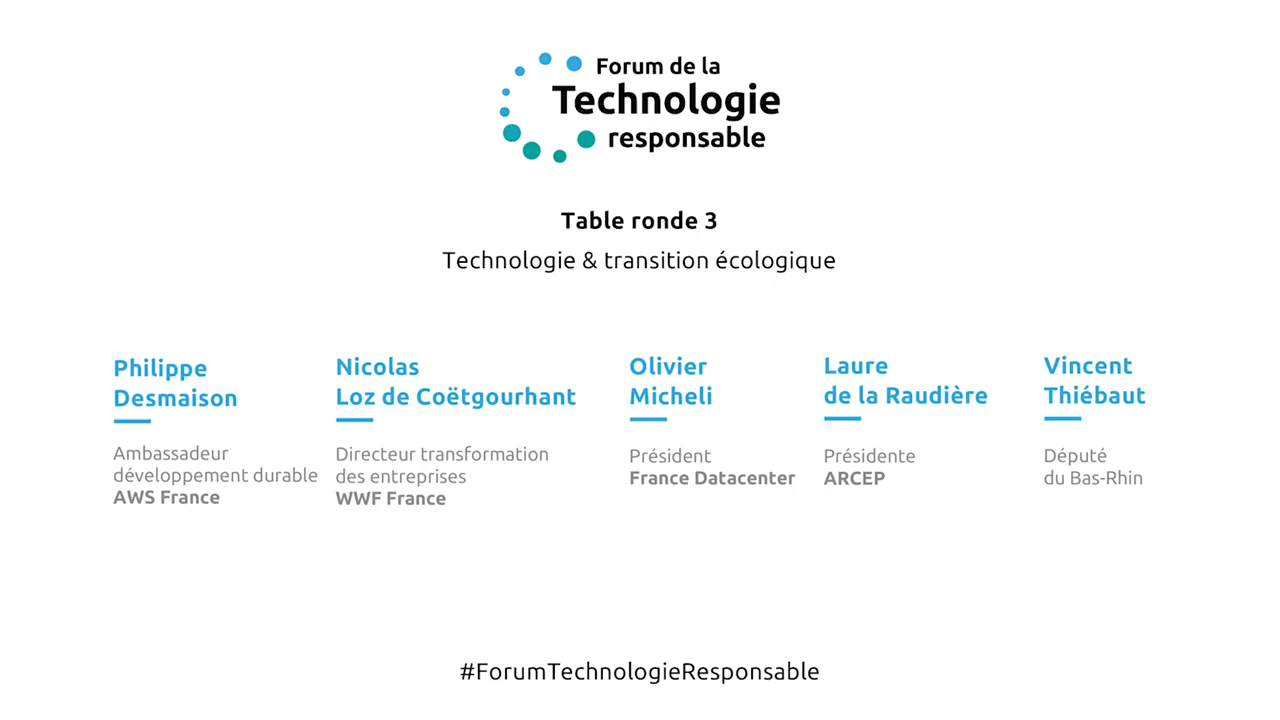 Forum de la
Technologie
responsable
Table ronde 3
Technologie & transition écologique
Philippe
Desmaison
Ambassadeur
développement durable
AWS France
Nicolas
Loz de Coëtgourhant
Directeur transformation
des entreprises
WWF France
Olivier
Micheli
Président
France Datacenter
Laure
de la Raudière
Présidente
ARCEP
Vincent
Thiébaut
Député
du Bas-Rhin
#ForumTechnologieResponsable